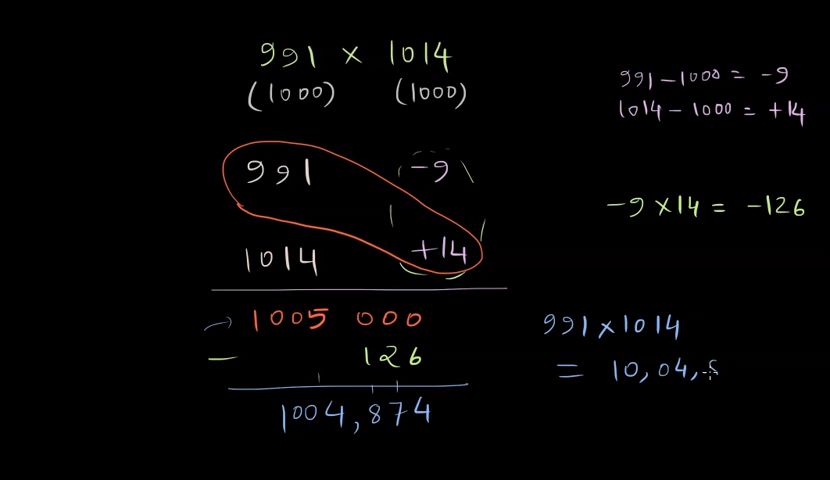 991 × 1014
(1000) (1000)
991 - 1000 = -9
1014 - 1000 = +14
991 -9
1014 +14
-9 × 14 = -126
1005 000
- 126
1004,874
991 × 1014
= 10,04,